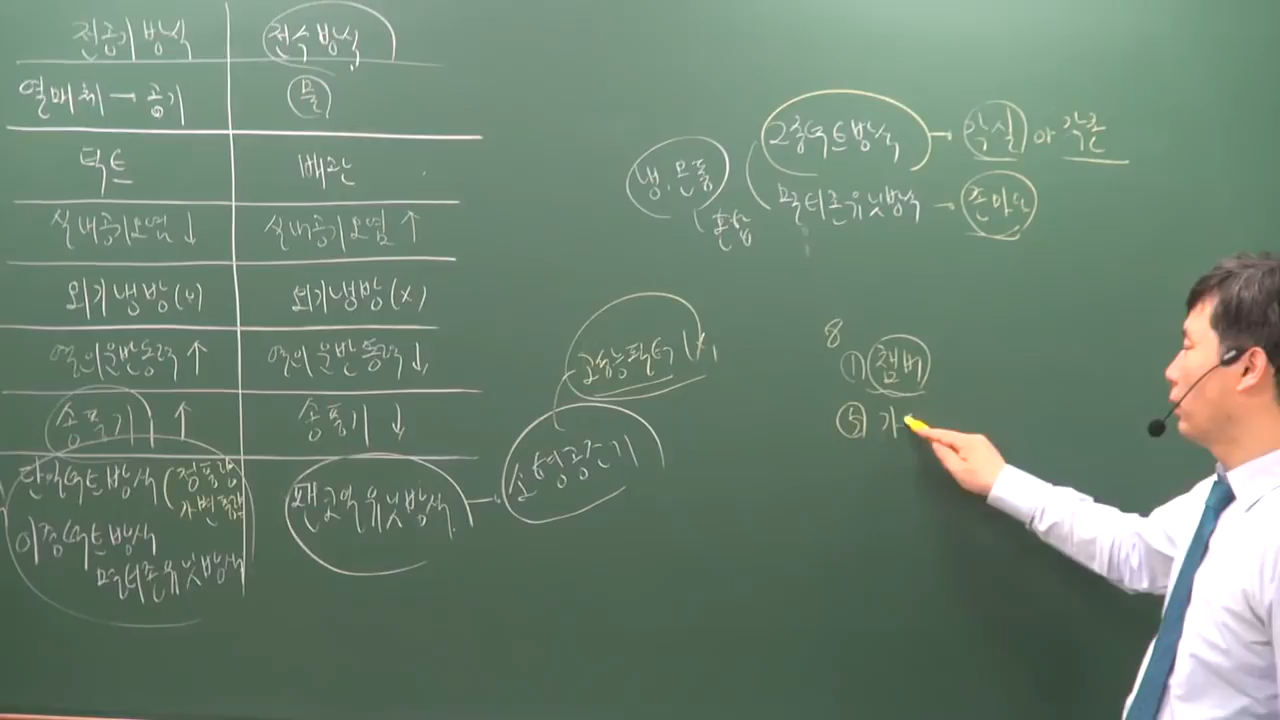 전공기방식 전수방식
열매체 → 공기 물
덕트 배관
실내공기오염 ↓ 실내공기오염 ↑
외기냉방(o) 외기냉방(x)
열의운반동력 ↑ 열의운반동력 ↓
송풍기 ↑ 송풍기 ↓
단일덕트방식(정풍량
가변풍량
이중덕트방식
멀티존유닛방식
팬코일유닛방식 → 소형공조기
고성능필터(x)
냉.온풍
혼합
2중덕트방식 → 각실 or 각존
멀티존유닛방식 → 존마다
8
① 챔버
⑤ 가